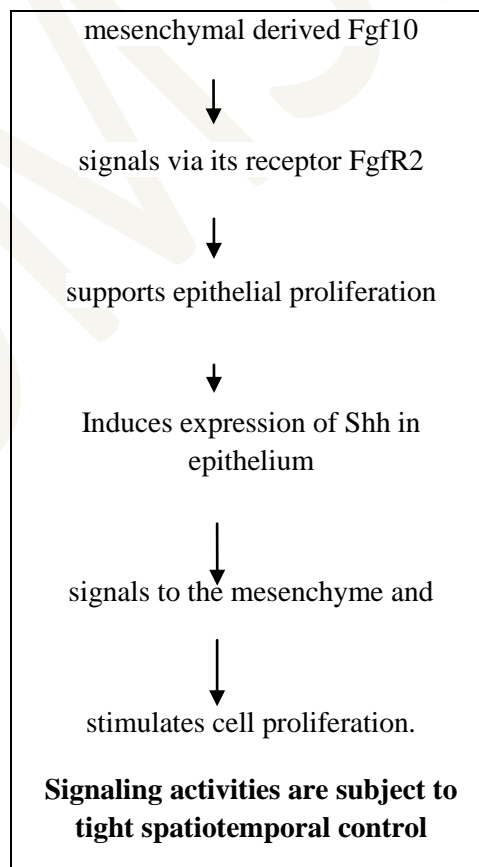 mesenchymal derived Fgf10
signals via its receptor FgfR2
supports epithelial proliferation
Induces expression of Shh in
epithelium
signals to the mesenchyme and
stimulates cell proliferation.
Signaling activities are subject to
tight spatiotemporal control